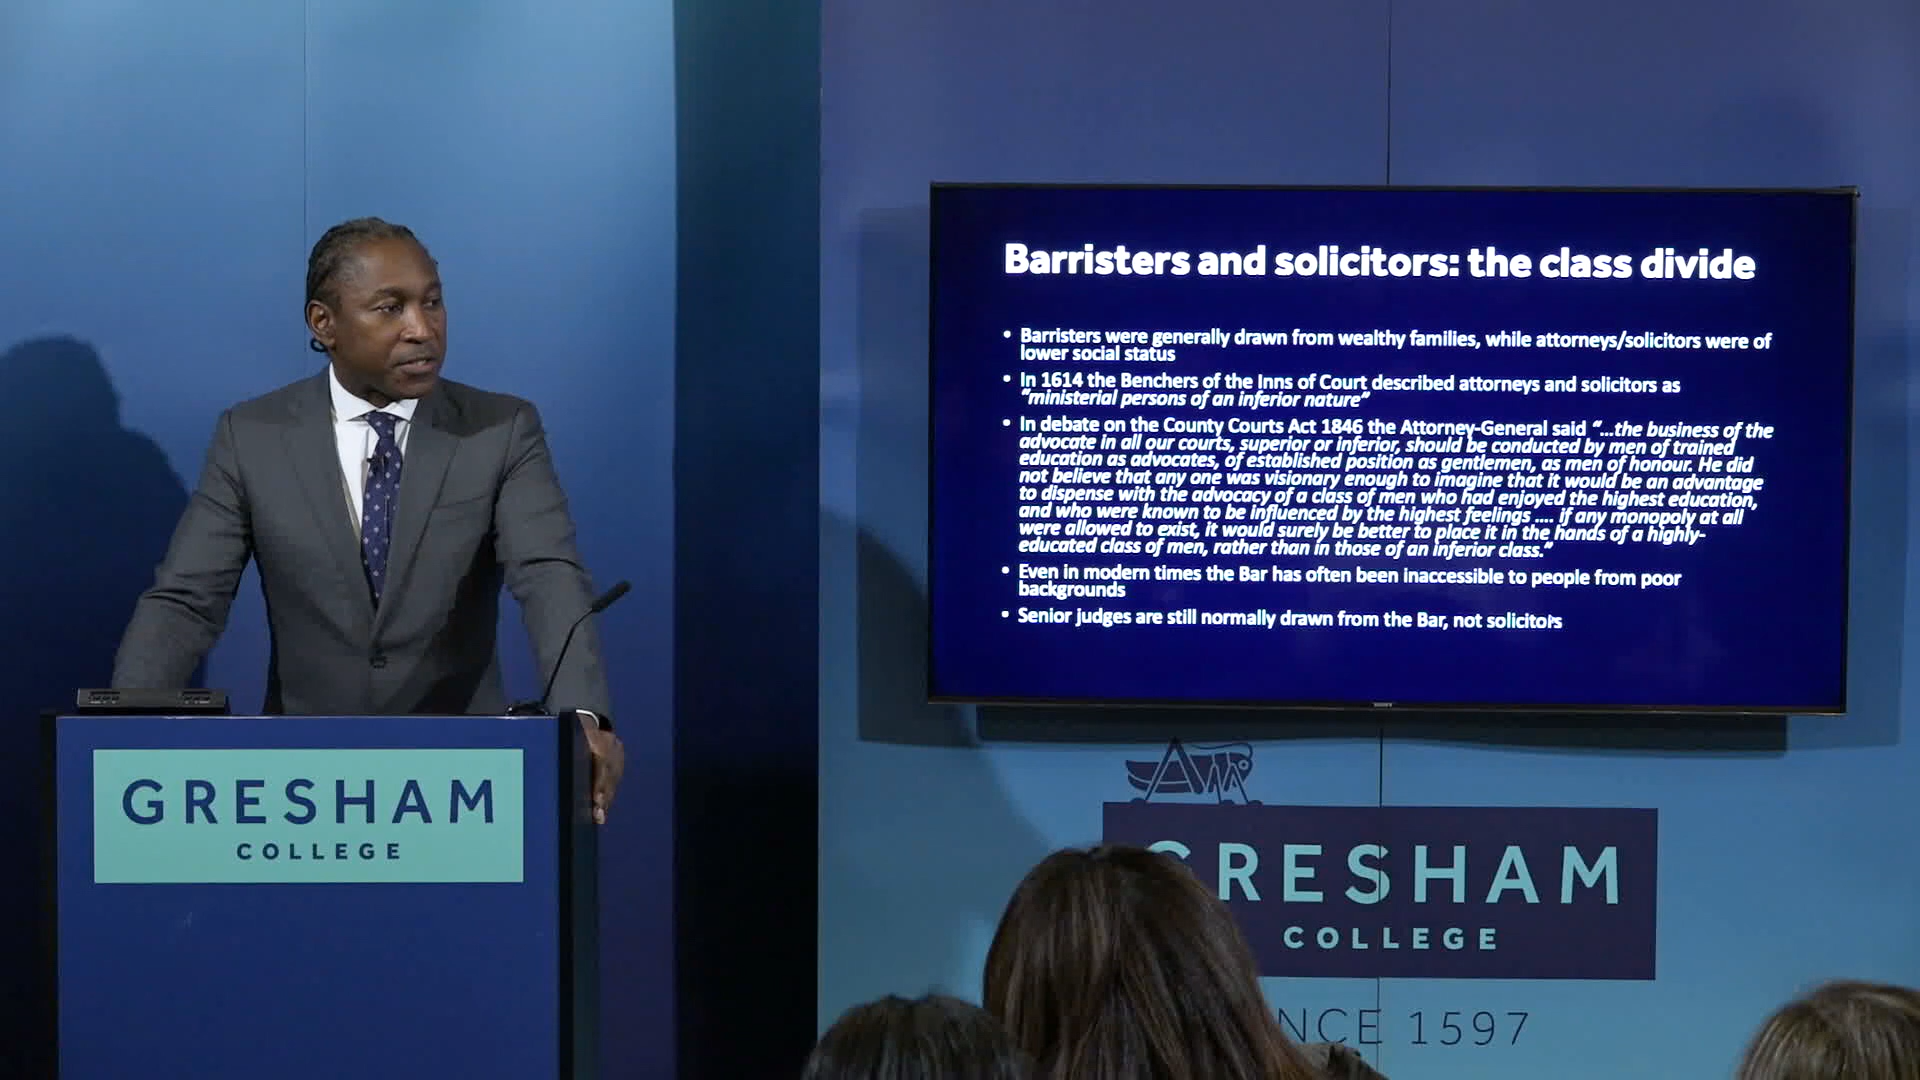 Barristers and solicitors: the class divide
• Barristers were generally drawn from wealthy families, while attorneys/solicitors were of
lower social status
• In 1614 the Benchers of the Inns of Court described attorneys and solicitors as
“ministerial persons of an inferior nature”
• In debate on the County Courts Act 1846 the Attorney-General said “…the business of the
advocate in all our courts, superior or inferior, should be conducted by men of trained
education as advocates, of established position as gentlemen, as men of honour. He did
not believe that any one was visionary enough to imagine that it would be an advantage
to dispense with the advocacy of a class of men who had enjoyed the highest education,
and who were known to be influenced by the highest feelings .... if any monopoly at all
were allowed to exist, it would surely be better to place it in the hands of a highly-
educated class of men, rather than in those of an inferior class.”
• Even in modern times the Bar has often been inaccessible to people from poor
backgrounds
• Senior judges are still normally drawn from the Bar, not solicitors
GRESHAM
COLLEGE
GRESHAM
COLLEGE
NCE 1597